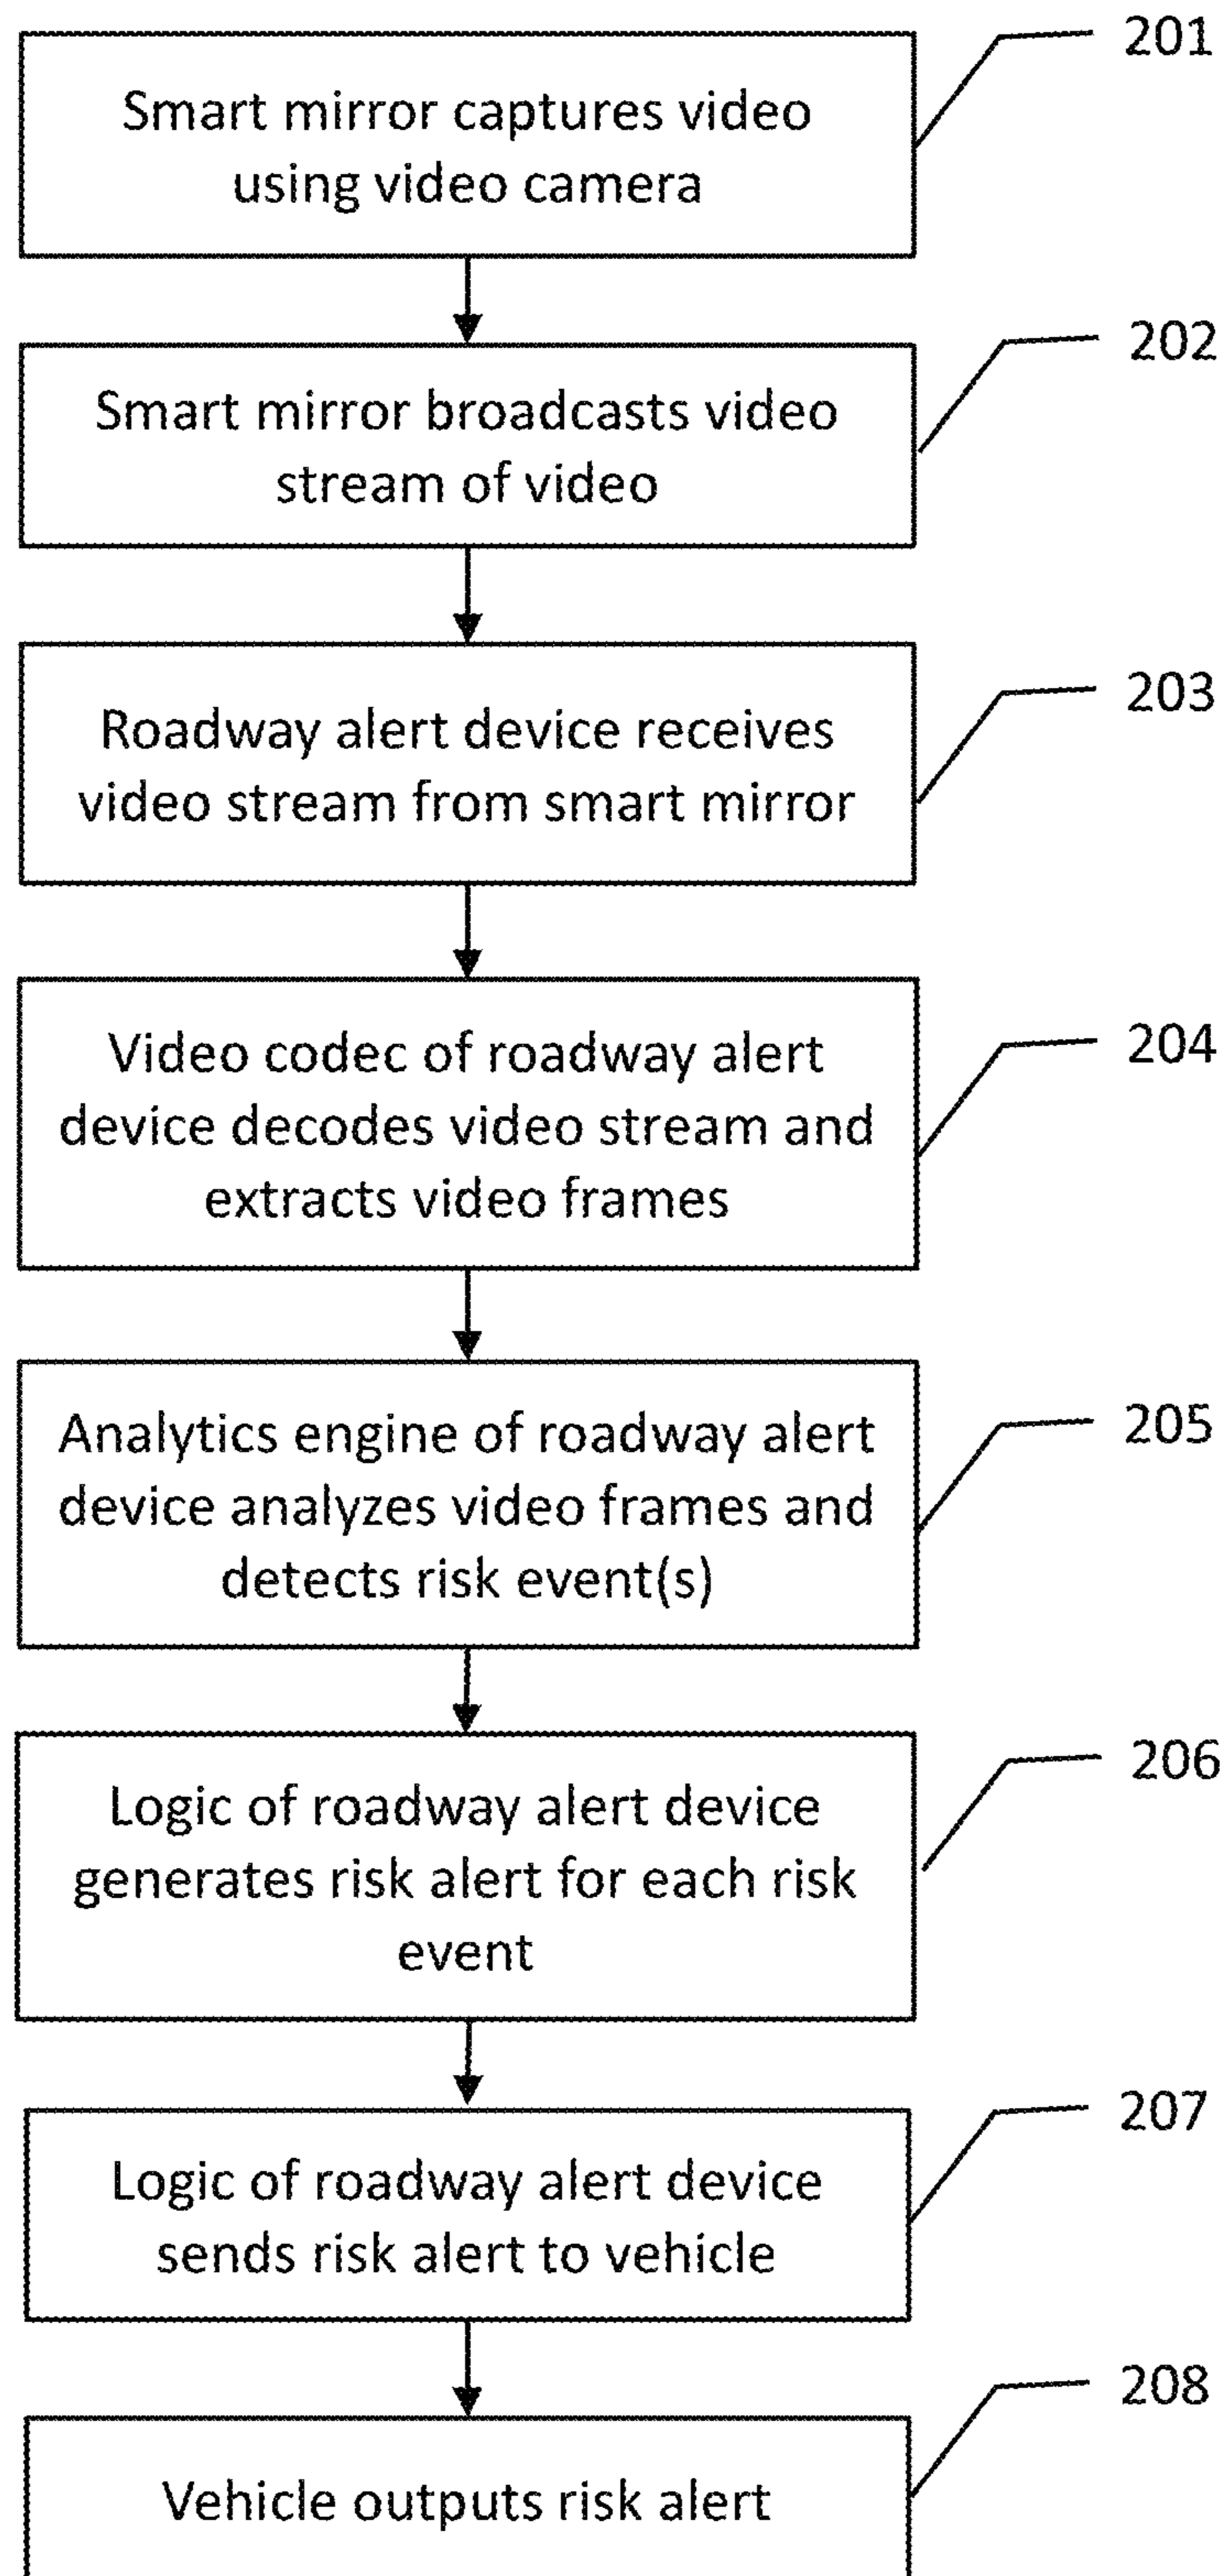 201
Smart mirror captures video
using video camera
202
Smart mirror broadcasts video
stream of video
203
Roadway alert device receives
video stream from smart mirror
204
Video codec of roadway alert
device decodes video stream and
extracts video frames
205
Analytics engine of roadway alert
device analyzes video frames and
detects risk event(s)
206
Logic of roadway alert device
generates risk alert for each risk
event
207
Logic of roadway alert device
sends risk alert to vehicle
208
Vehicle outputs risk alert